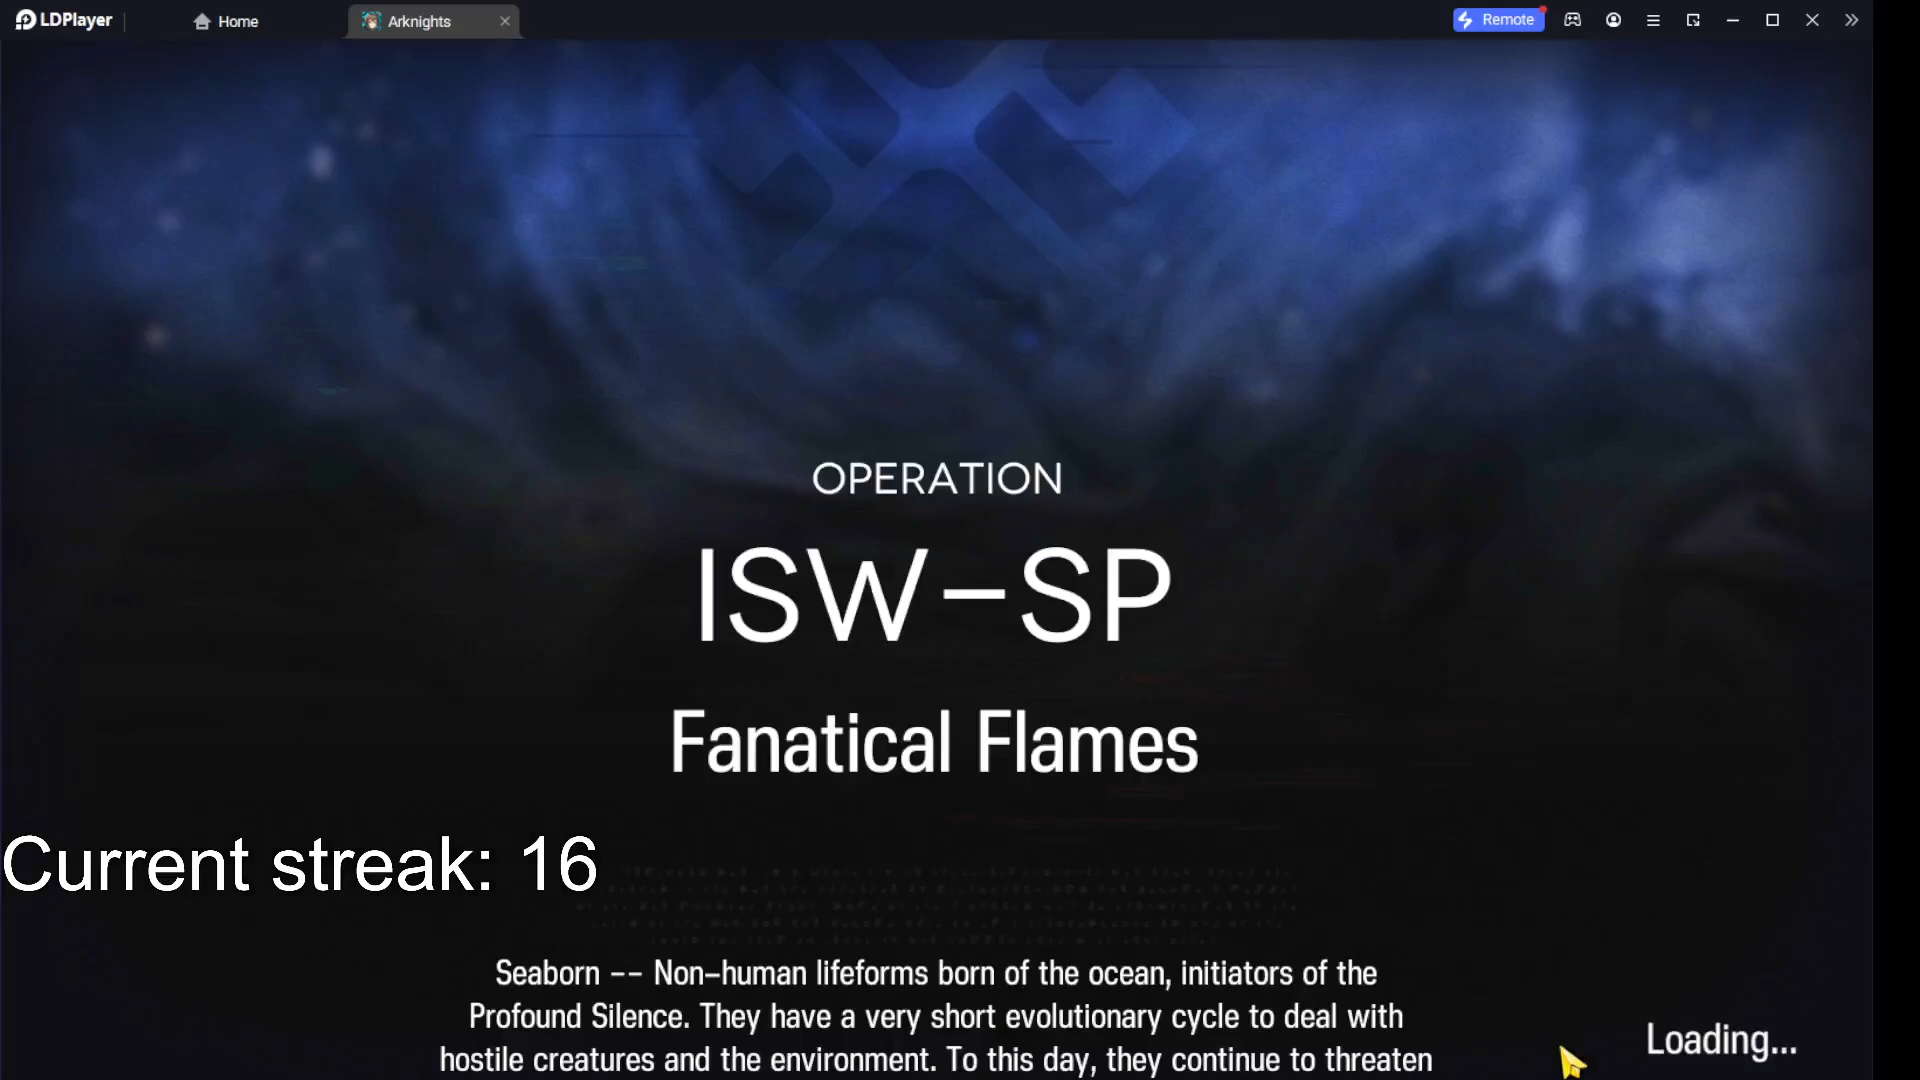 LDPlayer
Home
Arknights
Remote
OPERATION
ISW-SP
Fanatical Flames
Current streak: 16
Seaborn -- Non-human lifeforms born of the ocean, initiators of the
Profound Silence. They have a very short evolutionary cycle to deal with
hostile creatures and the environment. To this day, they continue to threaten
Loading...